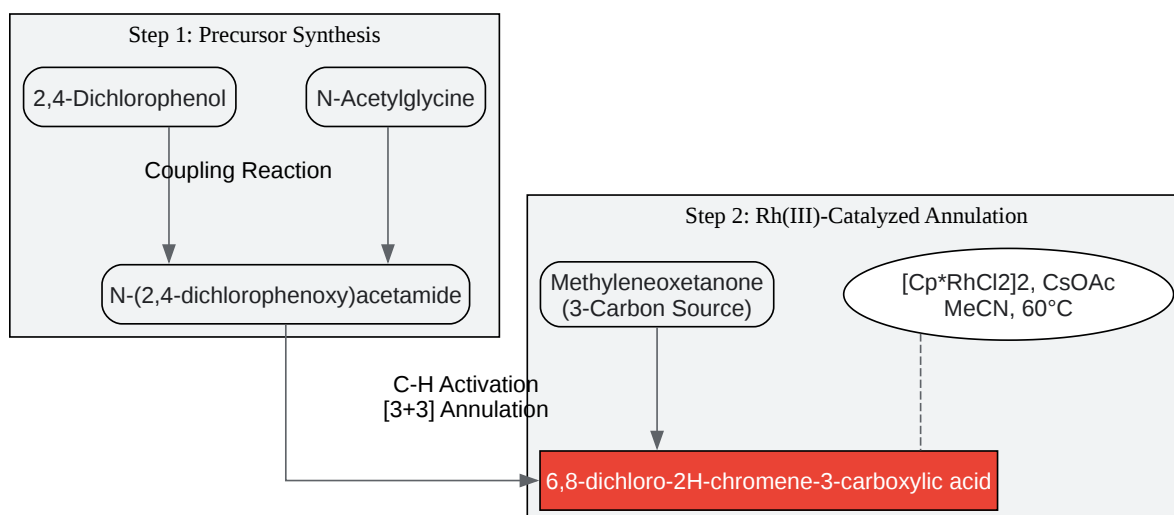 Step 1: Precursor Synthesis
2,4-Dichlorophenol
N-Acetylglycine
Coupling Reaction
N-(2,4-dichlorophenoxy)acetamide
Step 2: Rh(III)-Catalyzed Annulation
Methyleneoxetanone
(3-Carbon Source)
[Cp*RhCl2]2, CsOAc
MeCN, 60°C
C-H Activation
[3+3] Annulation
6,8-dichloro-2H-chromene-3-carboxylic acid